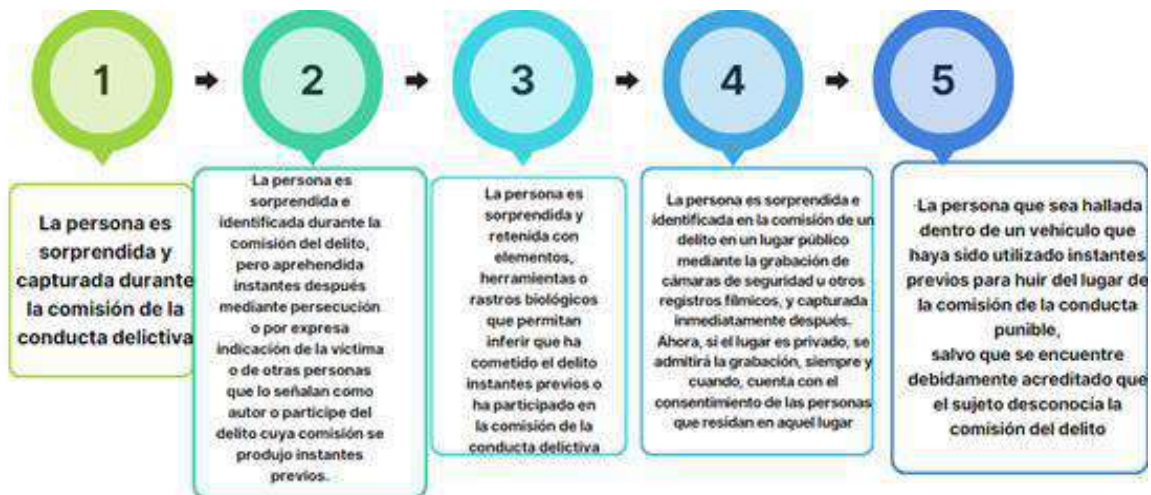 1
2
3
4
5
La persona es
sorprendida y
capturada durante
la comisión de la
conducta delictiva
La persona es
sorprendida e
identificada durante la
comisión del delito,
pero aprehendida
instantes después
mediante persecución
o por expresa
indicación de la víctima
o de otras personas
que lo señalan como
autor o partícipe del
delito cuya comisión se
produjo instantes
previos.
La persona es
sorprendida y
retenida con
elementos,
herramientas o
rastros biológicos
que permitan
inferir que ha
cometido el delito
instantes previos o
ha participado en
la comisión de la
conducta delictiva
La persona es sorprendida e
identificada en la comisión de un
delito en un lugar público
mediante la grabación de
cámaras de seguridad u otros
registros fílmicos, y capturada
inmediatamente después.
Ahora, si el lugar es privado, se
admitirá la grabación, siempre y
cuando, cuenta con el
consentimiento de las personas
que residan en aquel lugar
·La persona que sea hallada
dentro de un vehículo que
haya sido utilizado instantes
previos para huir del lugar de
la comisión de la conducta
punible,
salvo que se encuentre
debidamente acreditado que
el sujeto desconocía la
comisión del delito